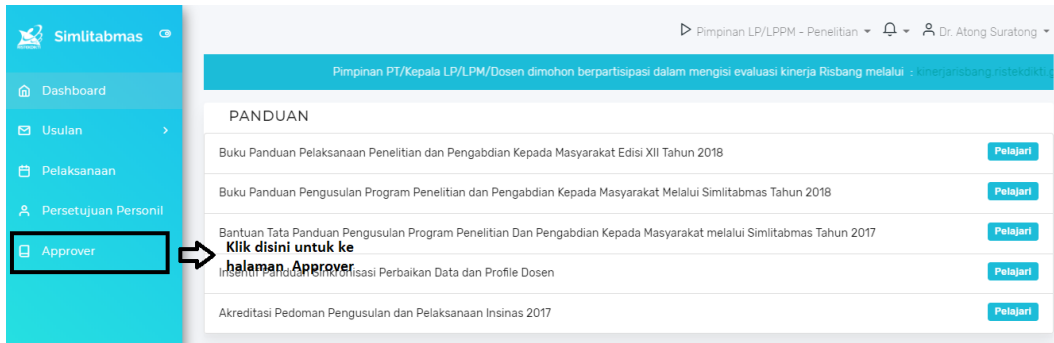 Simlitabmas
Pimpinan LP/LPPM - Penelitian
Dr. Atong Suratong
Pimpinan PT/Kepala LP/LPM/Dosen dimohon berpartisipasi dalam mengisi evaluasi kinerja Risbang melalui : kinerjarisbang.ristekdikti.g
Dashboard
Usulan
Pelaksanaan
Persetujuan Personil
Approver
PANDUAN
Buku Panduan Pelaksanaan Penelitian dan Pengabdian Kepada Masyarakat Edisi XII Tahun 2018
Pelajari
Buku Panduan Pengusulan Program Penelitian dan Pengabdian Kepada Masyarakat Melalui Simlitabmas Tahun 2018
Pelajari
Bantuan Tata Panduan Pengusulan Program Penelitian Dan Pengabdian Kepada Masyarakat melalui Simlitabmas Tahun 2017
Pelajari
Klik disini untuk ke
halaman Approver
Insentif Panduan Sinkronisasi Perbaikan Data dan Profile Dosen
Pelajari
Akreditasi Pedoman Pengusulan dan Pelaksanaan Insinas 2017
Pelajari